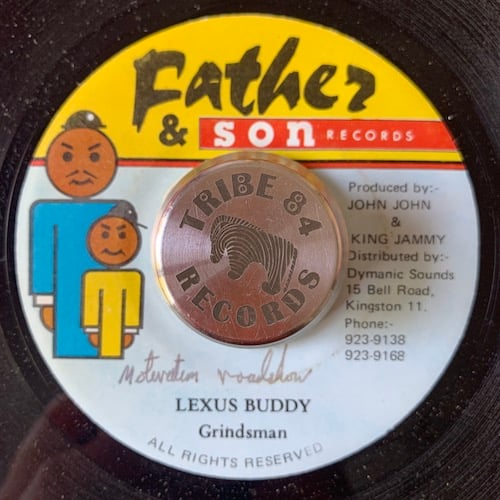 Father
& son RECORDS
TRIBE 84
RECORDS
Produced by:-
JOHN JOHN
&
KING JAMMY
Distributed by:-
Dymanic Sounds
15 Bell Road,
Kingston 11.
Phone:-
923-9138
923-9168
Motivation roadshow
LEXUS BUDDY
Grindsman
ALL RIGHTS RESERVED